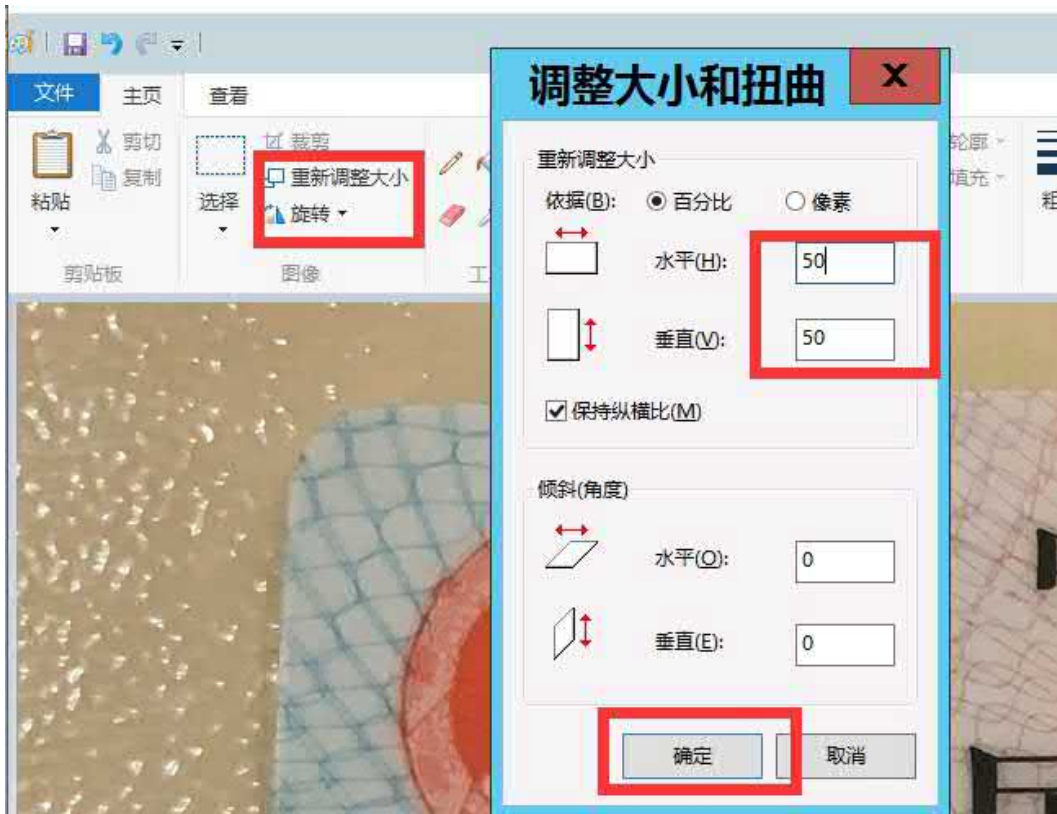 调整大小和扭曲
X
文件
主页
查看
粘贴
剪切
复制
剪贴板
选择
裁剪
重新调整大小
旋转
图像
工
轮廓
填充
粗
重新调整大小
依据(B):
百分比
像素
水平(H):
50
垂直(V):
50
保持纵横比(M)
倾斜(角度)
水平(O):
0
垂直(E):
0
确定
取消